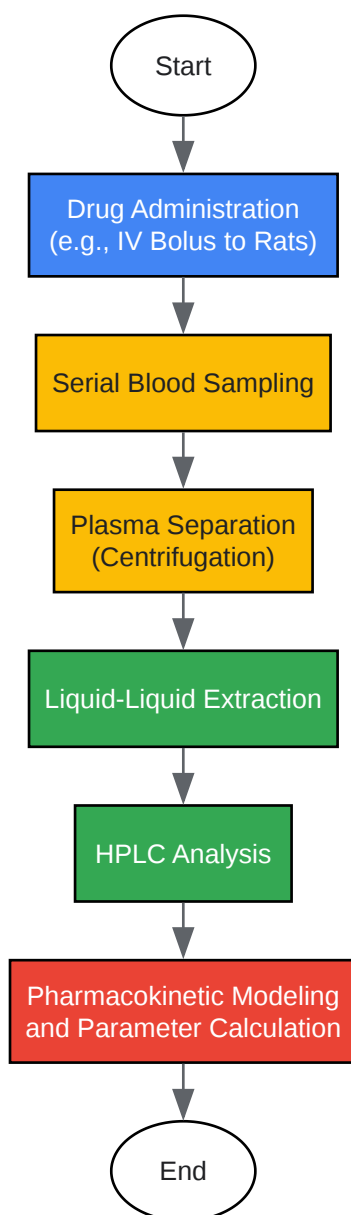 Start
Drug Administration
(e.g., IV Bolus to Rats)
Serial Blood Sampling
Plasma Separation
(Centrifugation)
Liquid-Liquid Extraction
HPLC Analysis
Pharmacokinetic Modeling
and Parameter Calculation
End